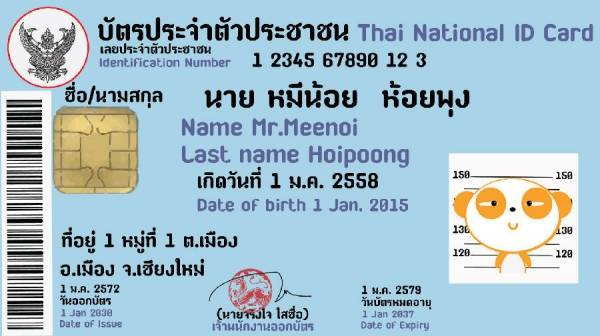 บัตรประจำตัวประชาชน Thai National ID Card
เลขประจำตัวประชาชน
Identification Number 1 2345 67890 12 3
ชื่อ/นามสกุล นาย หมีน้อย ห้อยพุง
Name Mr.Meenoi
Last name Hoipoong
เกิดวันที่ 1 ม.ค. 2558
Date of birth 1 Jan. 2015
ที่อยู่ 1 หมู่ที่ 1 ต.เมือง
อ.เมือง จ.เชียงใหม่
150 150
140
130
120 120
1 ม.ค. 2572
วันออกบัตร
1 Jan 2030
Date of Issue
(นายจริงใจ ใสซื่อ)
เจ้าพนักงานออกบัตร
1 ม.ค. 2579
วันบัตรหมดอายุ
1 Jan 2037
Date of Expiry